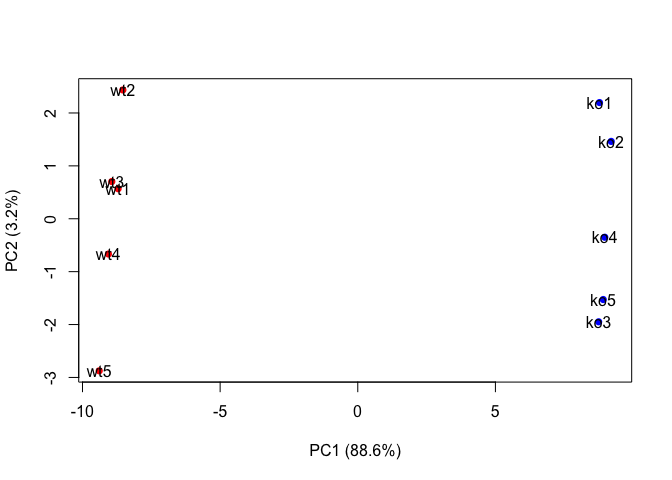 wt2
ko1
ko2
wt3
wt1
ko4
wt4
ko5
ko3
wt5
2
1
0
-1
-2
-3
PC2 (3.2%)
-10
-5
0
5
PC1 (88.6%)